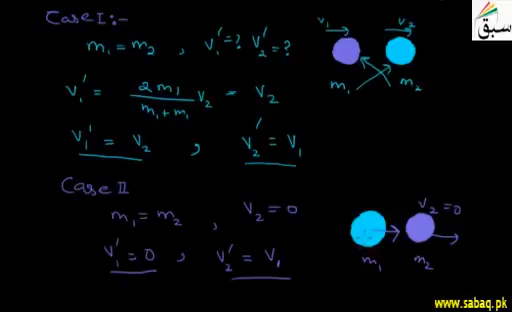 Case I:-
m₁ = m₂ , v₁' = ? v₂' = ?
v₁' = 2m₁ / m₁+m₁ v₂ = v₂
v₁' = v₂ , v₂' = v₁
v₁ v₂
m₁ m₂
سبق
Case II
m₁ = m₂ , v₂ = 0
v₁' = 0 , v₂' = v₁
v₂ = 0
m₁ m₂
www.sabaq.pk